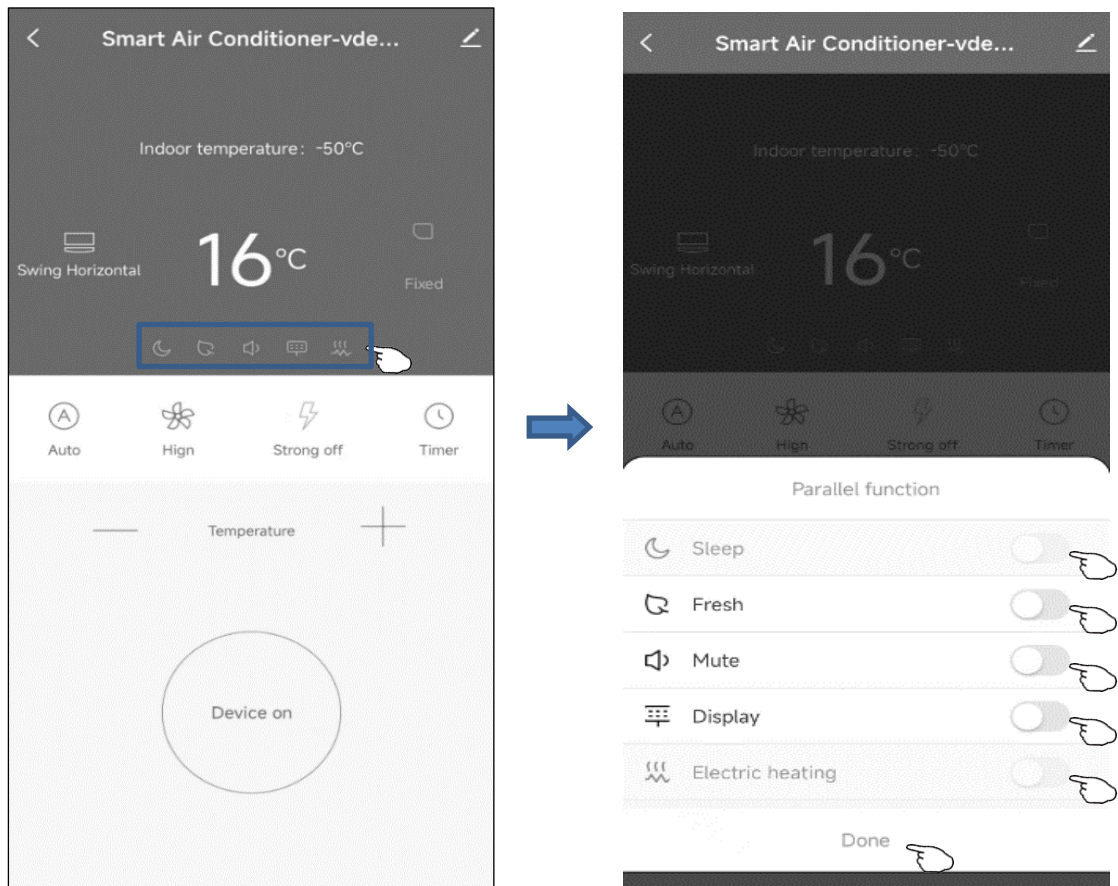 Smart Air Conditioner-vde...
Indoor temperature: -50°C
16°C
Swing Horizontal
Fixed
Auto
Hign
Strong off
Timer
Temperature
Device on
Smart Air Conditioner-vde...
Indoor temperature: -50°C
16°C
Swing Horizontal
Fixed
Auto
Hign
Strong off
Timer
Parallel function
Sleep
Fresh
Mute
Display
Electric heating
Done